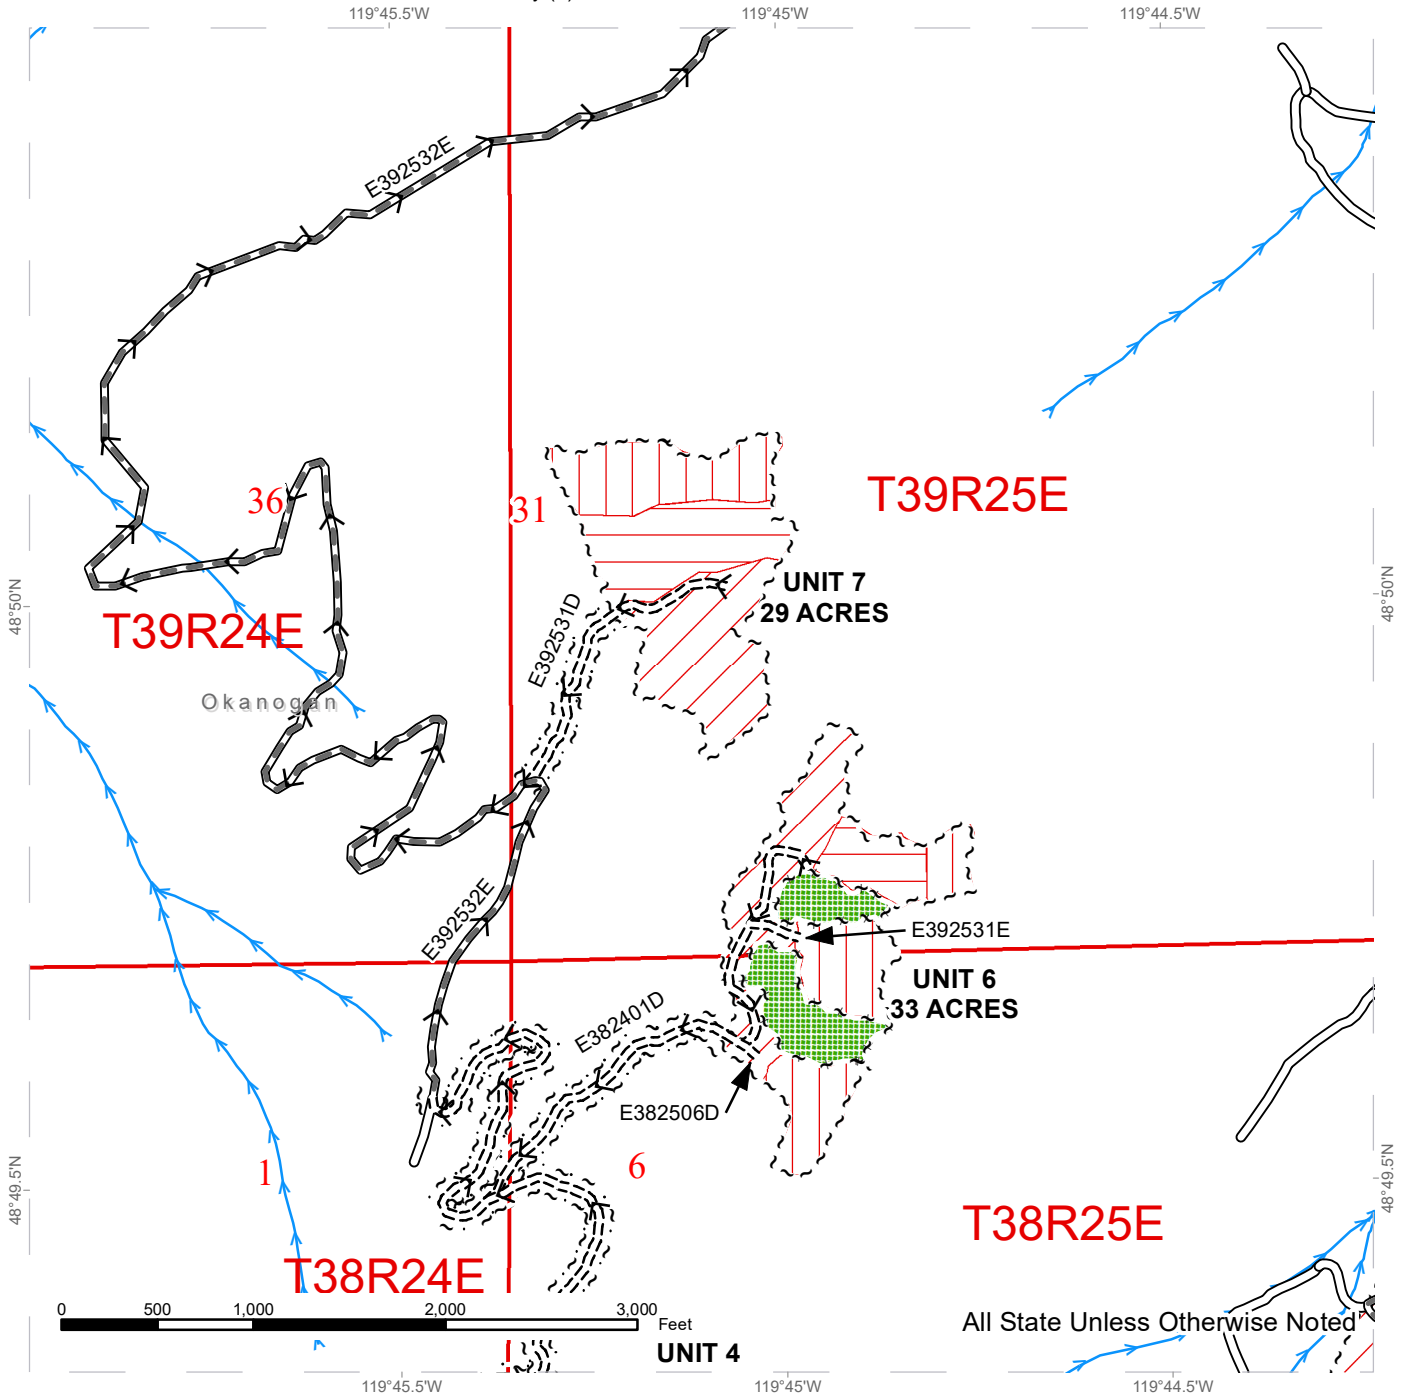 119°45.5'W
119°45'W
119°44.5'W
E392532E
36
31
T39R25E
UNIT 7
29 ACRES
48°50'N
48°50'N
E392531D
T39R24E
Okanogan
E392532E
E392531E
UNIT 6
33 ACRES
E382401D
E382506D
1
6
48°49.5'N
48°49.5'N
T38R25E
T38R24E
0 500 1,000 2,000 3,000
Feet
All State Unless Otherwise Noted
UNIT 4
119°45.5'W
119°45'W
119°44.5'W